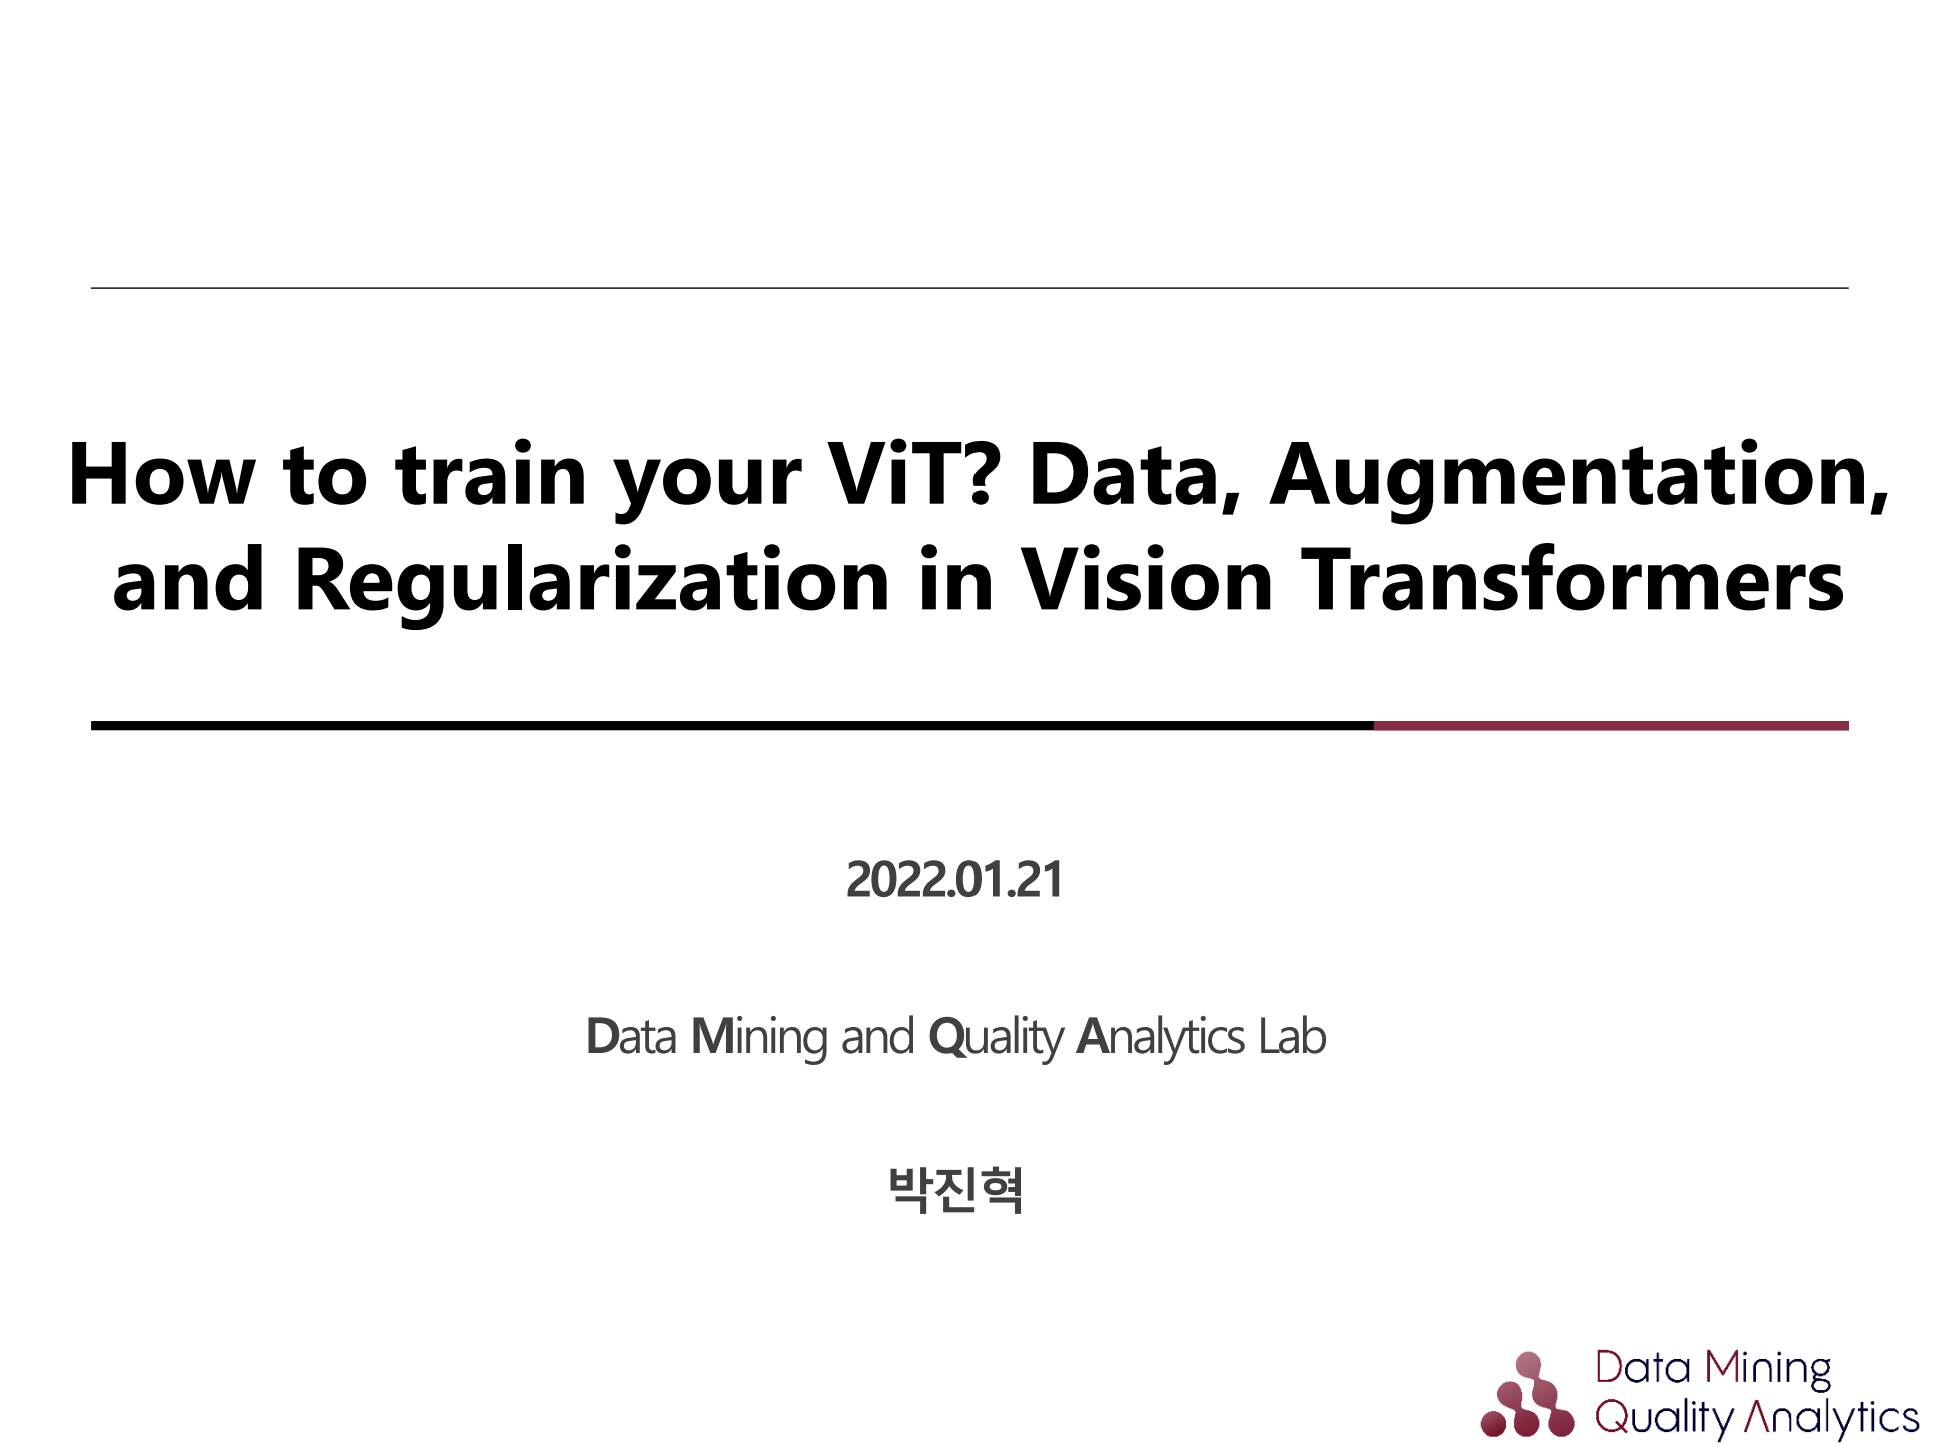 How to train your ViT? Data, Augmentation,
and Regularization in Vision Transformers
2022.01.21
Data Mining and Quality Analytics Lab
박진혁
Data Mining
Quality Analytics